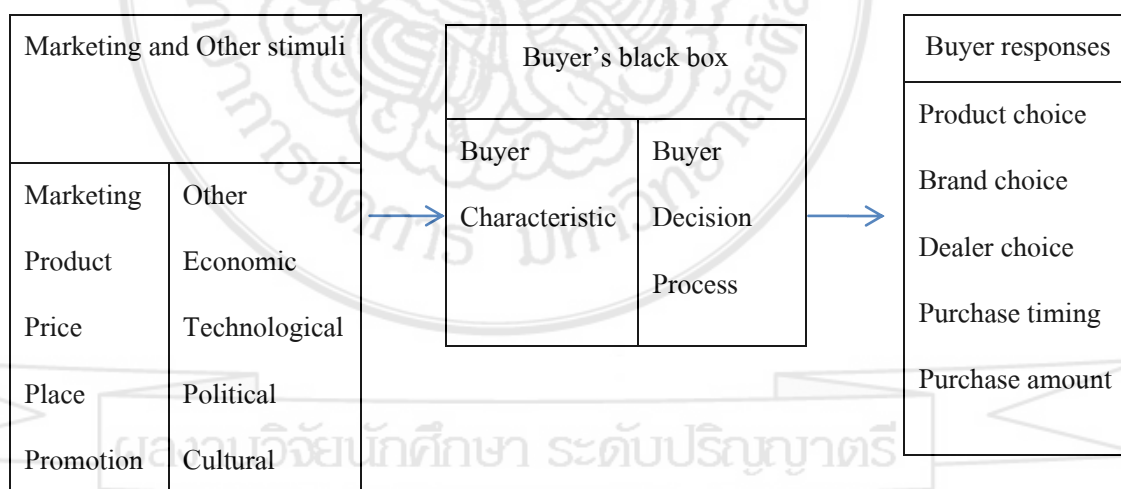 Marketing and Other stimuli
Marketing
Product
Price
Place
Promotion
Other
Economic
Technological
Political
Cultural
Buyer's black box
Buyer
Characteristic
Buyer
Decision
Process
Buyer responses
Product choice
Brand choice
Dealer choice
Purchase timing
Purchase amount
ผลงานวิจัยนักศึกษา ระดับปริญญาตรี